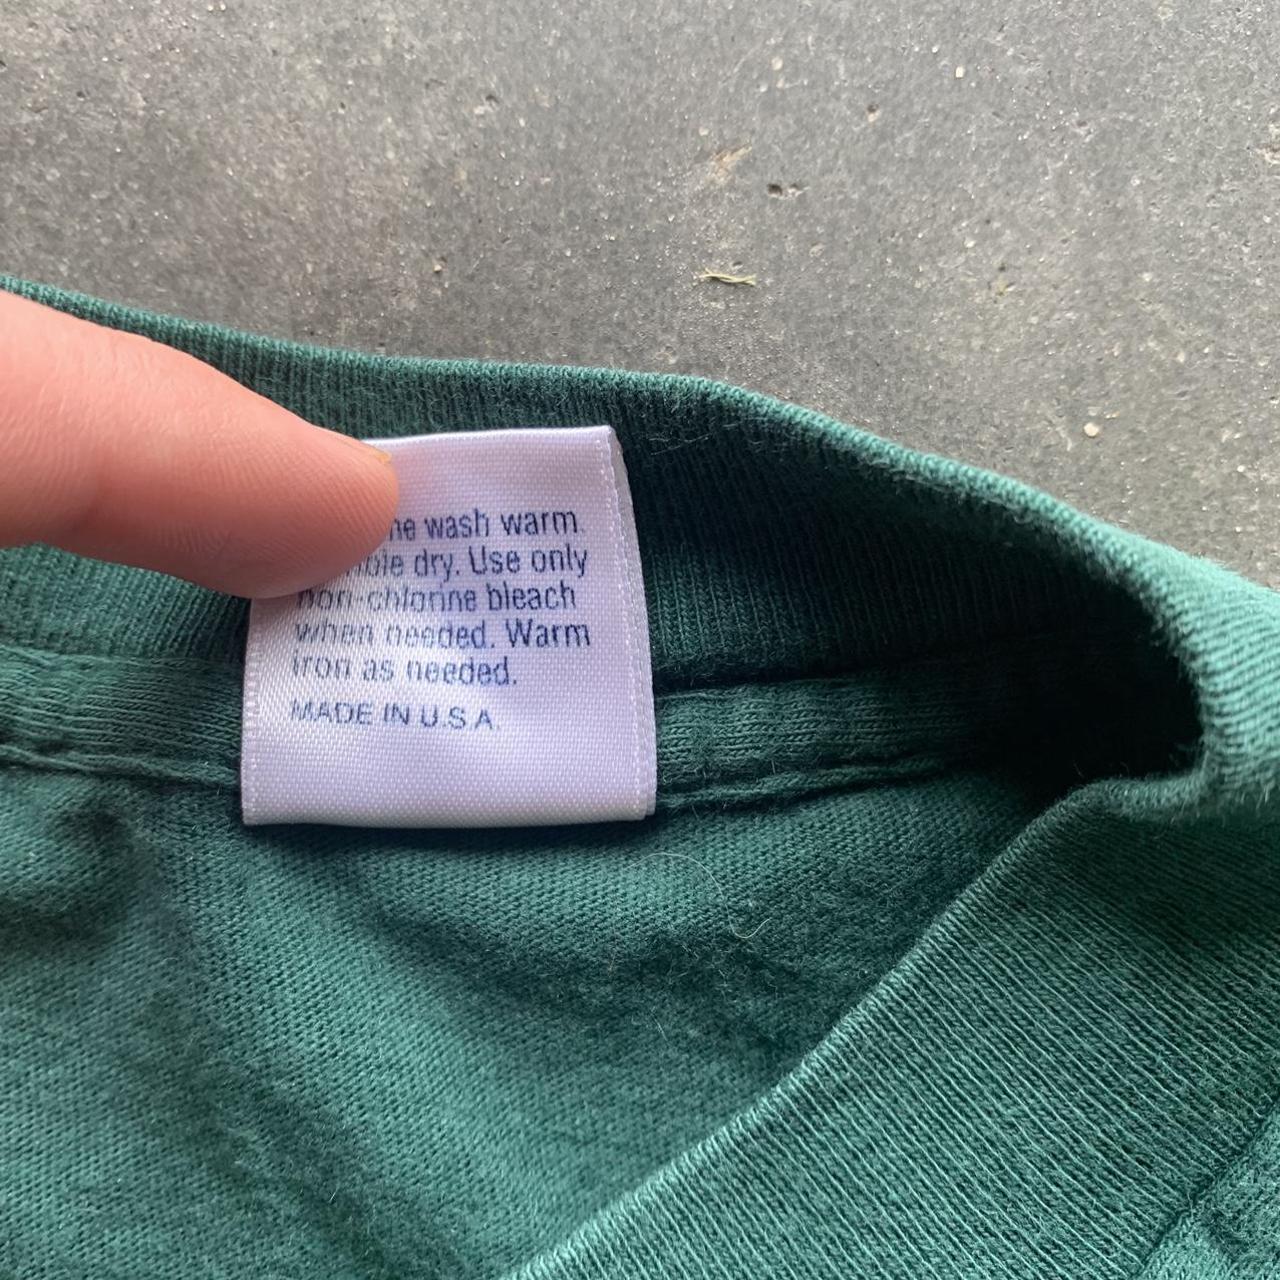 wash warm
dry. Use only
non-chlorine bleach
when needed. Warm
iron as needed.
MADE IN U.S.A.